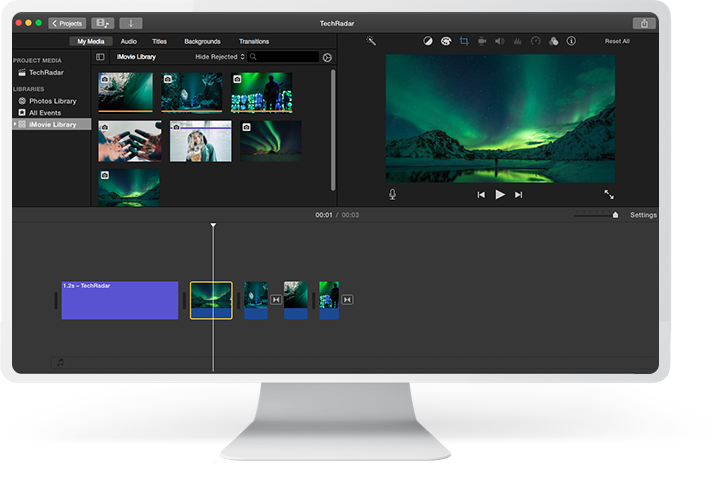 Projects
TechRadar
My Media Audio Titles Backgrounds Transitions
Reset All
PROJECT MEDIA
TechRadar
LIBRARIES
Photos Library
All Events
iMovie Library
iMovie Library Hide Rejected
00:01 / 00:03
Settings
1.2s – TechRadar